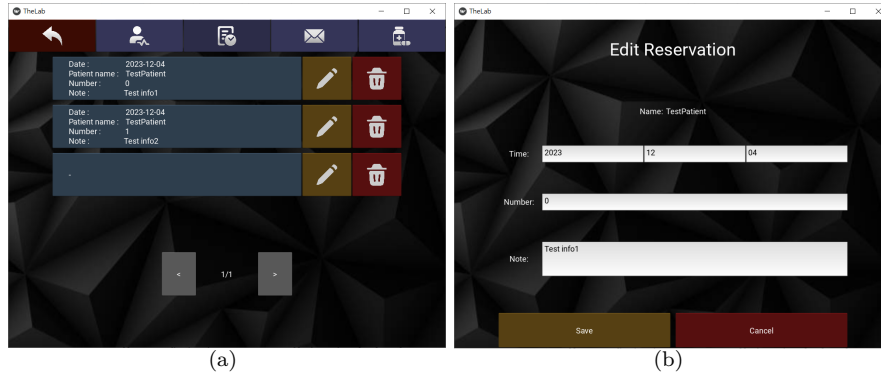 TheLab
Date : 2023-12-04
Patient name : TestPatient
Number : 0
Note : Test info1
Date : 2023-12-04
Patient name : TestPatient
Number : 1
Note : Test info2
-
< 1/1 >
(a)
TheLab
Edit Reservation
Name: TestPatient
Time: 2023 12 04
Number: 0
Note: Test info1
Save Cancel
(b)